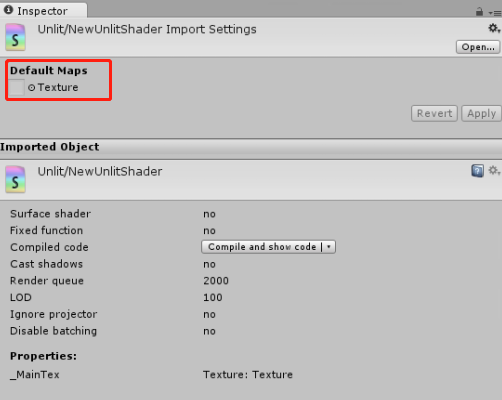 Inspector
Unlit/NewUnlitShader Import Settings
Open...
Default Maps
Texture
Revert Apply
Imported Object
Unlit/NewUnlitShader
Surface shader no
Fixed function no
Compiled code Compile and show code
Cast shadows no
Render queue 2000
LOD 100
Ignore projector no
Disable batching no
Properties:
_MainTex Texture: Texture